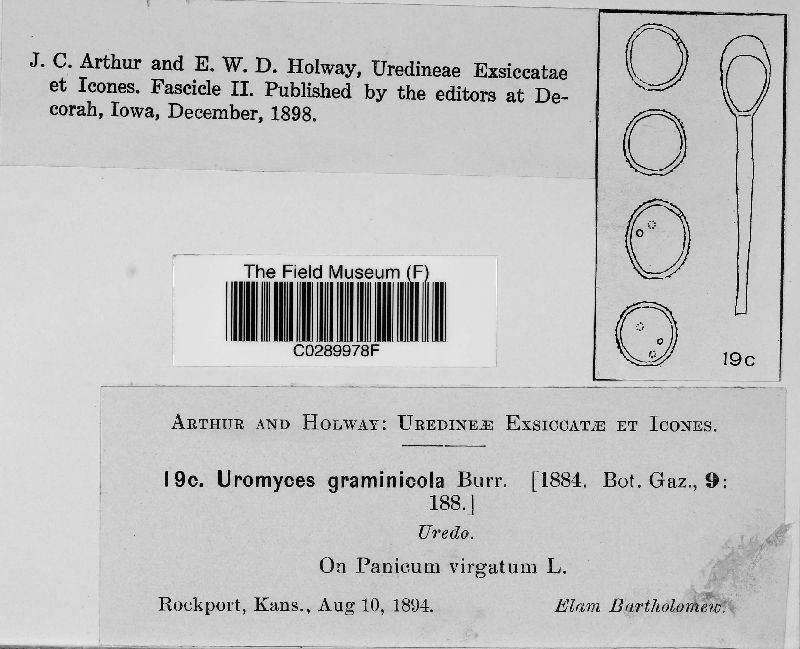 J. C. Arthur and E. W. D. Holway, Uredineae Exsiccatae
et Icones. Fascicle II. Published by the editors at De-
corah, Iowa, December, 1898.
19c
The Field Museum (F)
C0289978F
ARTHUR AND HOLWAY: UREDINEÆ EXSICCATÆ ET ICONES.
19c. Uromyces graminicola Burr. [1884. Bot. Gaz., 9:
188.]
Uredo.
On Panicum virgatum L.
Rockport, Kans., Aug 10, 1894. Elam Bartholomew.